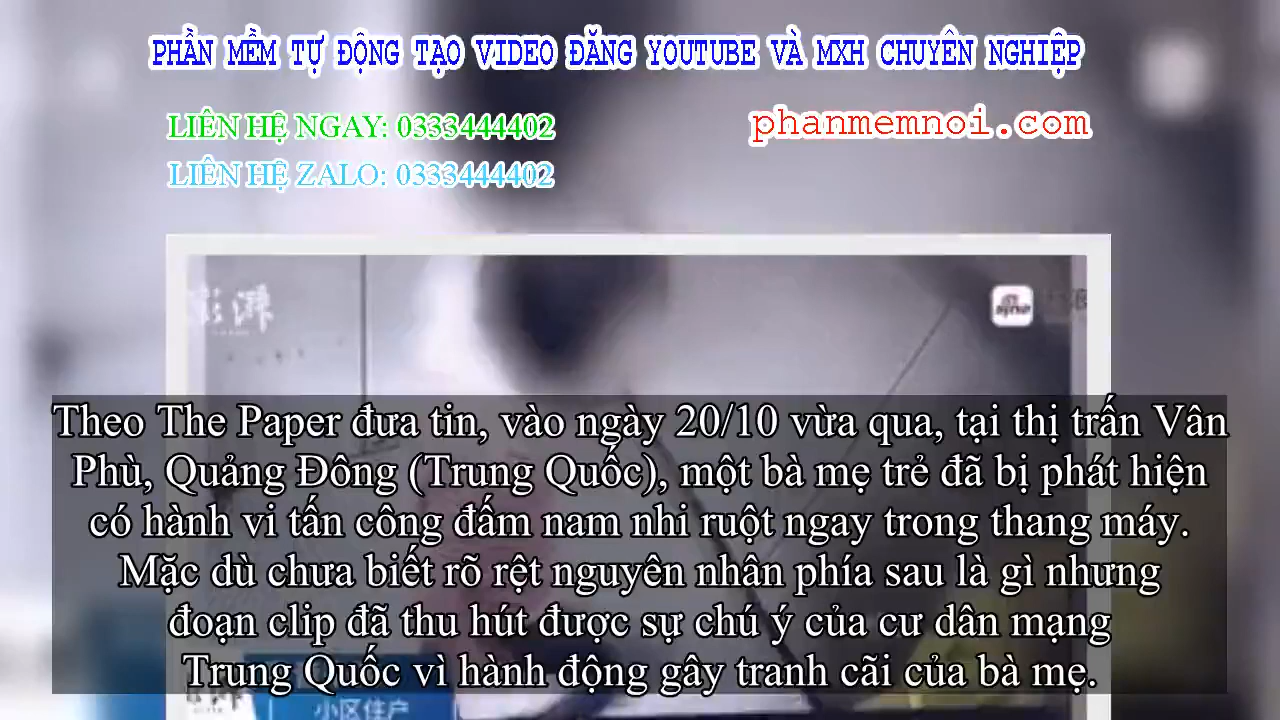 PHẦN MỀM TỰ ĐỘNG TẠO VIDEO ĐĂNG YOUTUBE VÀ MXH CHUYÊN NGHIỆP
LIÊN HỆ NGAY: 0333444402
phanmemnoi.com
LIÊN HỆ ZALO: 0333444402
澎湃
Theo The Paper đưa tin, vào ngày 20/10 vừa qua, tại thị trấn Vân
Phù, Quảng Đông (Trung Quốc), một bà mẹ trẻ đã bị phát hiện
có hành vi tấn công đấm nam nhi ruột ngay trong thang máy.
Mặc dù chưa biết rõ rệt nguyên nhân phía sau là gì nhưng
đoạn clip đã thu hút được sự chú ý của cư dân mạng
Trung Quốc vì hành động gây tranh cãi của bà mẹ.
小区住户